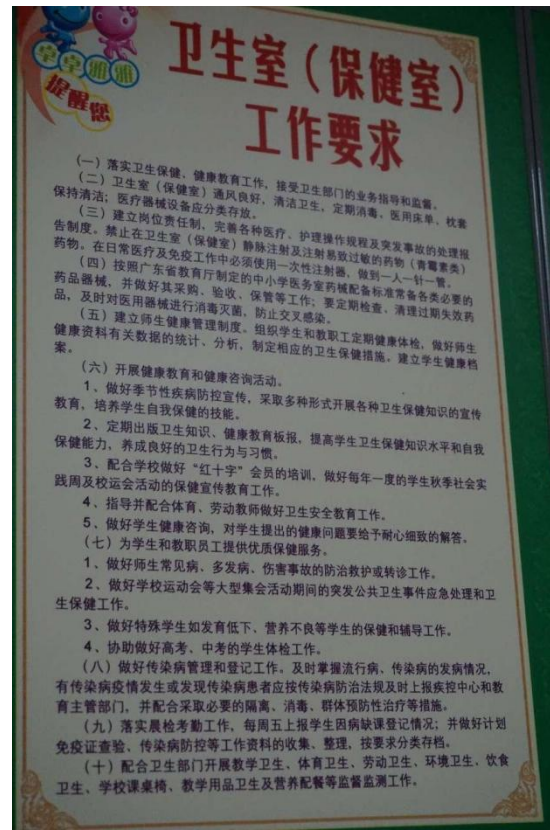 卓卓雅雅
提醒您
卫生室（保健室）
工作要求
（一）落实卫生保健、健康教育工作，接受卫生部门的业务指导和监督。
（二）卫生室（保健室）通风良好，清洁卫生，定期消毒、医用床单、枕套
保持清洁；医疗器械设备应分类存放。
（三）建立岗位责任制，完善各种医疗、护理操作规程及突发事故的处理报
告制度。禁止在卫生室（保健室）静脉注射及注射易致过敏的药物（青霉素类）
药物。在日常医疗及免疫工作中必须使用一次性注射器，做到一人一针一管。
（四）按照广东省教育厅制定的中小学医务室药械配备标准常备各类必要的
药品器械，并做好其采购、验收、保管等工作；要定期检查、清理过期失效药
品，及时对医用器械进行消毒灭菌、防止交叉感染。
（五）建立师生健康管理制度、组织学生和教职工定期健康体检，做好师生
健康资料有关数据的统计、分析，制定相应的卫生保健措施、建立学生健康档
案。
（六）开展健康教育和健康咨询活动。
1、做好季节性疾病防控宣传，采取多种形式开展各种卫生保健知识的宣传
教育，培养学生自我保健的技能。
2、定期出版卫生知识、健康教育板报，提高学生卫生保健知识水平和自我
保健能力，养成良好的卫生行为与习惯。
3、配合学校做好“红十字”会员的培训，做好每年一度的学生秋季社会实
践周及校运会活动的保健宣传教育工作。
4、指导并配合体育、劳动教师做好卫生安全教育工作。
5、做好学生健康咨询，对学生提出的健康问题要给予耐心细致的解答。
（七）为学生和教职员工提供优质保健服务。
1、做好师生常见病、多发病、伤害事故的防治救护或转诊工作。
2、做好学校运动会等大型集会活动期间的突发公共卫生事件应急处理和卫
生保健工作。
3、做好特殊学生如发育低下、营养不良等学生的保健和辅导工作。
4、协助做好高考、中考的学生体检工作。
（八）做好传染病管理和登记工作。及时掌握流行病、传染病的发病情况，
有传染病疫情发生或发现传染病患者应按传染病防治法规及时上报疾控中心和教
育主管部门，并配合采取必要的隔离、消毒、群体预防性治疗等措施。
（九）落实晨检考勤工作，每周五上报学生因病缺课登记情况；并做好计划
免疫证查验、传染病防控等工作资料的收集、整理，按要求分类存档。
（十）配合卫生部门开展教学卫生、体育卫生、劳动卫生、环境卫生、饮食
卫生、学校课桌椅、教学用品卫生及营养配餐等监督监测工作。